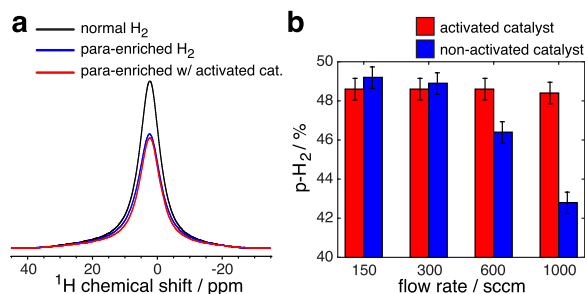 a
normal H₂
para-enriched H₂
para-enriched w/ activated cat.
40 20 0 -20
¹H chemical shift / ppm
b
activated catalyst
non-activated catalyst
50
48
46
44
42
40
p-H₂ / %
150 300 600 1000
flow rate / sccm